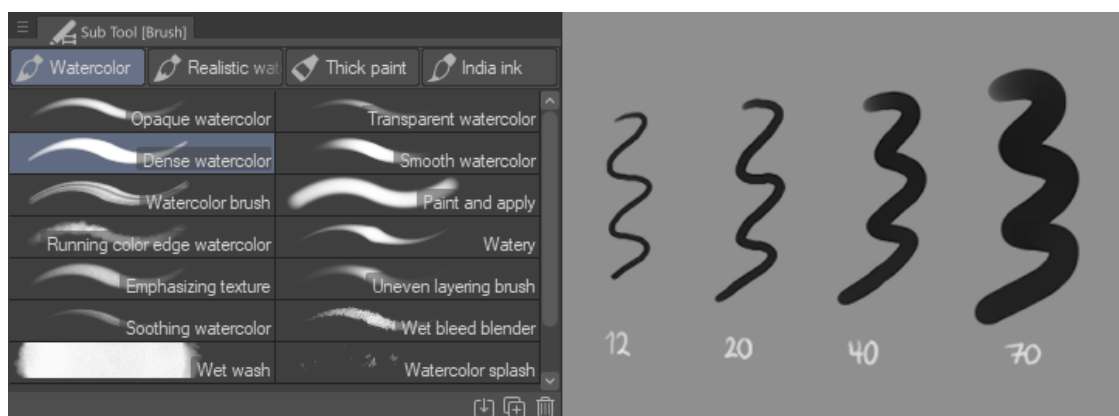 Sub Tool [Brush]
Watercolor Realistic wat Thick paint India ink
Opaque watercolor Transparent watercolor
Dense watercolor Smooth watercolor
Watercolor brush Paint and apply
Running color edge watercolor Watery
Emphasizing texture Uneven layering brush
Soothing watercolor Wet bleed blender
Wet wash Watercolor splash
12 20 40 70